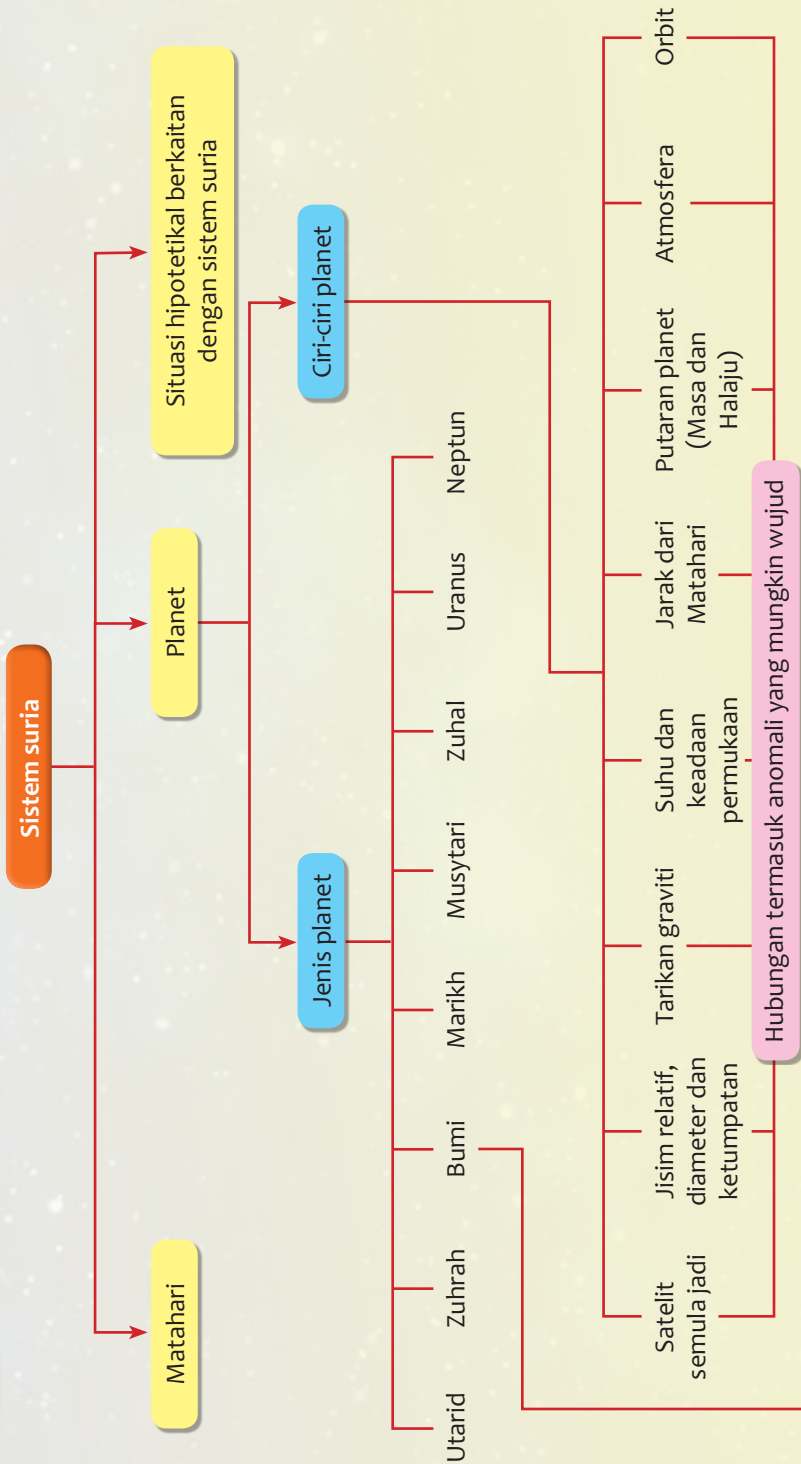 Sistem suria
Matahari
Planet
Situasi hipotetikal berkaitan
dengan sistem suria
Jenis planet
Ciri-ciri planet
Utarid
Zuhrah
Bumi
Marikh
Musytari
Zuhal
Uranus
Neptun
Satelit
semula jadi
Jisim relatif,
diameter dan
ketumpatan
Tarikan graviti
Suhu dan
keadaan
permukaan
Jarak dari
Matahari
Putaran planet
(Masa dan
Halaju)
Atmosfera
Orbit
Hubungan termasuk anomali yang mungkin wujud